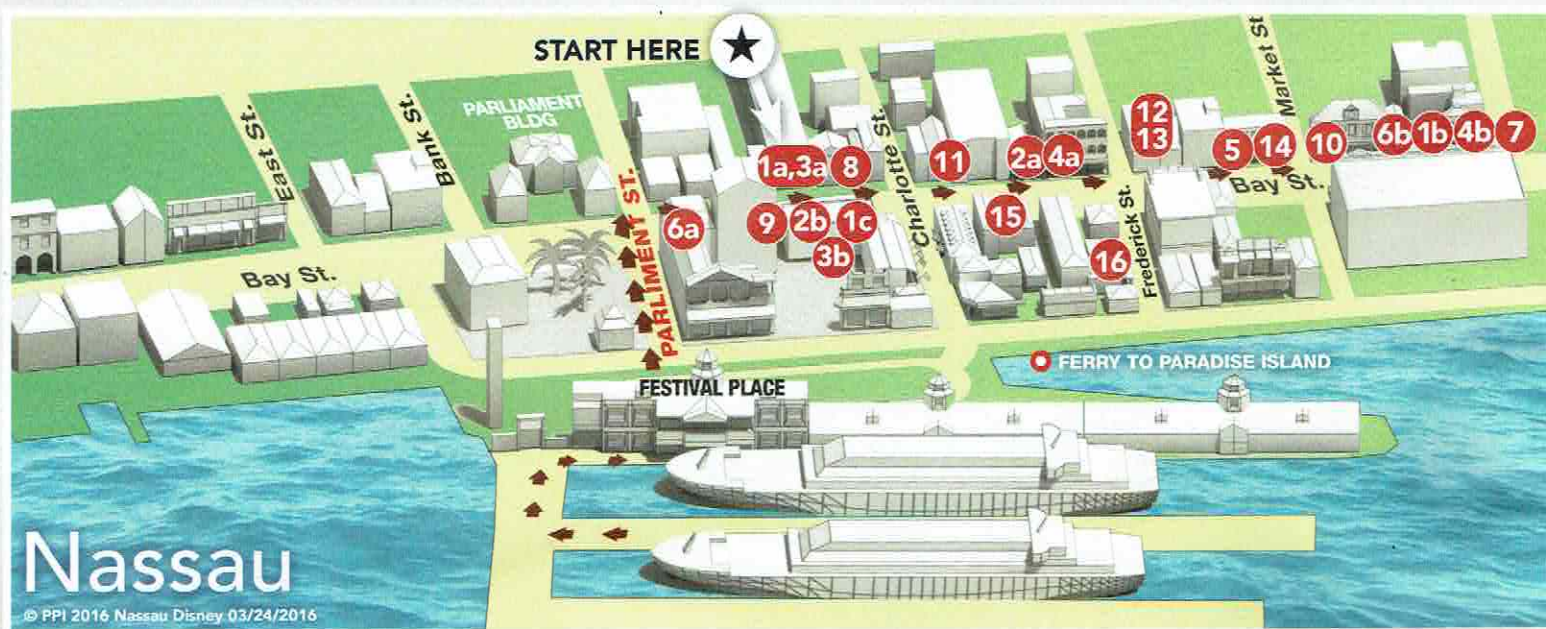 START HERE
Market St
East St.
Bank St.
PARLIAMENT
BLDG
PARLIMENT ST.
Charlotte St.
Frederick St.
12
13
1a,3a
8
11
2a
4a
5
14
10
6b
1b
4b
7
Bay St.
6a
9
2b
1c
3b
15
16
Bay St.
FERRY TO PARADISE ISLAND
FESTIVAL PLACE
Nassau
© PPI 2016 Nassau Disney 03/24/2016